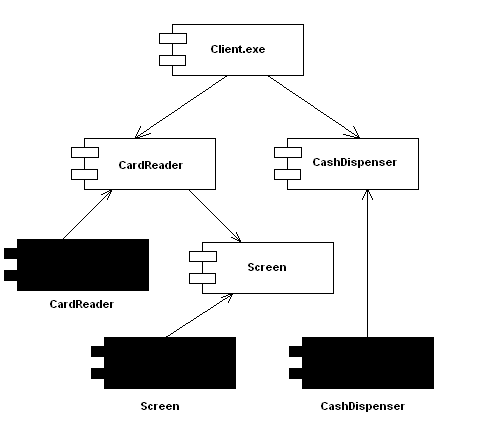 Client.exe
CardReader
CashDispenser
Screen
CardReader
Screen
CashDispenser